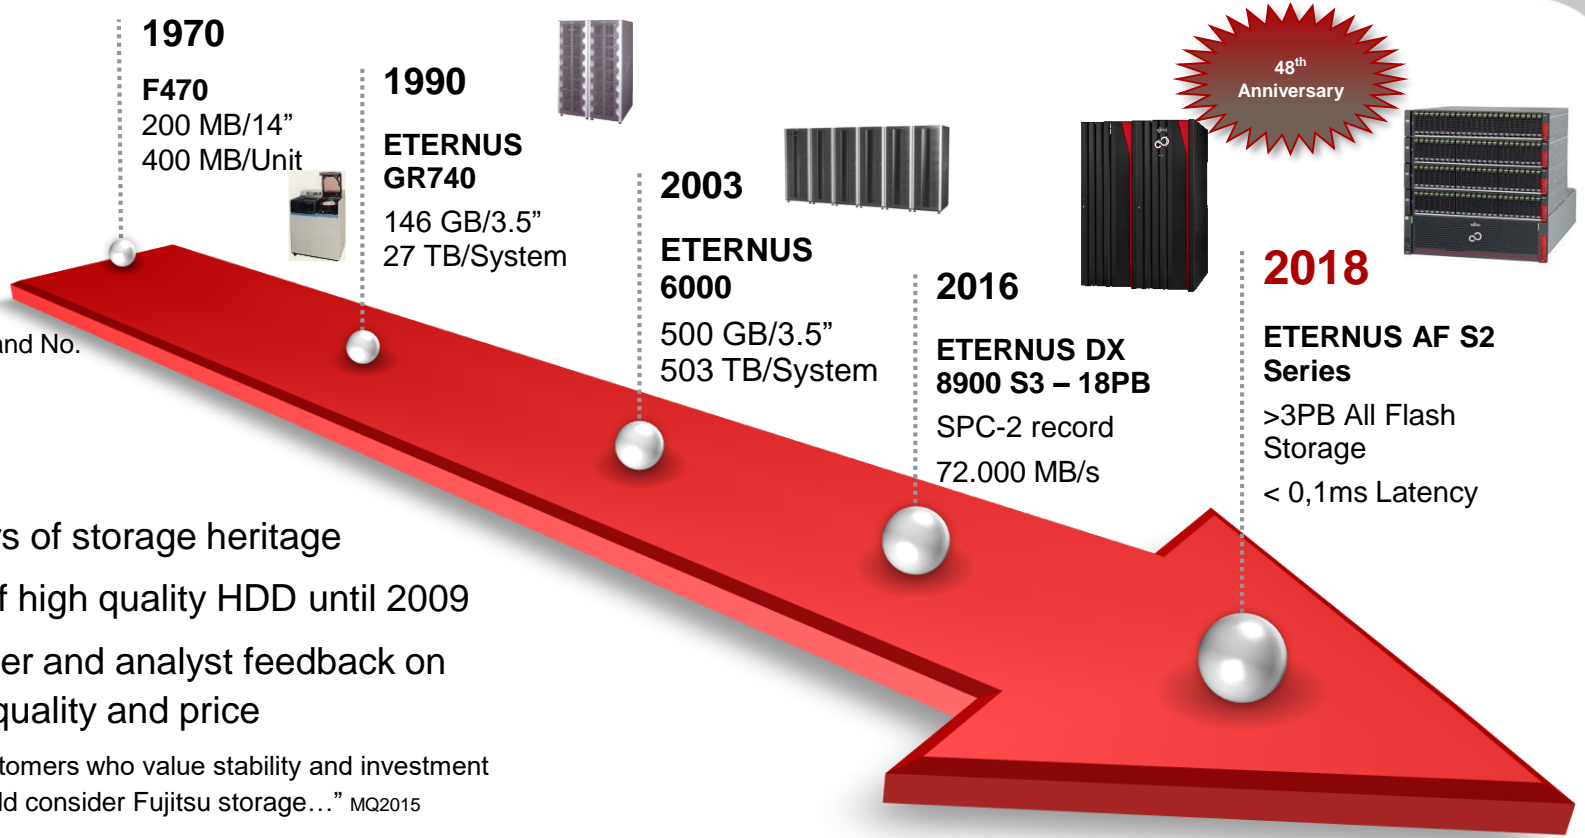 1970
F470
200 MB/14”
400 MB/Unit
1990
ETERNUS
GR740
146 GB/3.5”
27 TB/System
2003
ETERNUS
6000
500 GB/3.5”
503 TB/System
2016
ETERNUS DX
8900 S3 – 18PB
SPC-2 record
72.000 MB/s
48th
Anniversary
2018
ETERNUS AF S2
Series
>3PB All Flash
Storage
< 0,1ms Latency
and No.
of storage heritage
high quality HDD until 2009
and analyst feedback on
quality and price
who value stability and investment
consider Fujitsu storage…” MQ2015